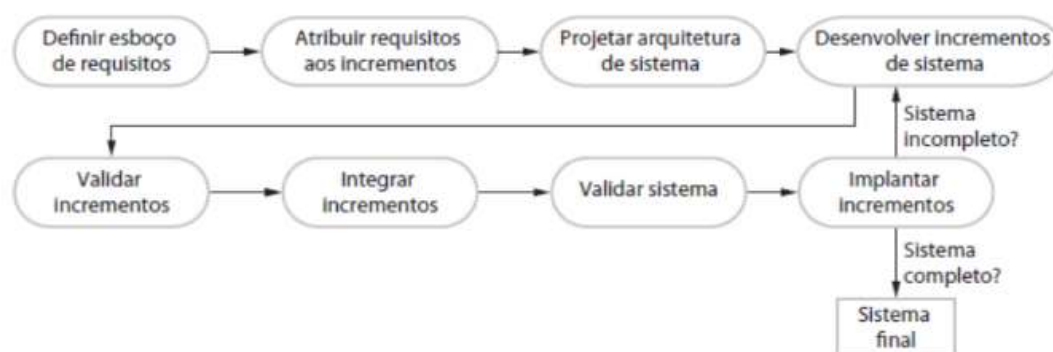 Definir esboço
de requisitos
Atribuir requisitos
aos incrementos
Projetar arquitetura
de sistema
Desenvolver incrementos
de sistema
Sistema
incompleto?
Validar
incrementos
Integrar
incrementos
Validar sistema
Implantar
incrementos
Sistema
completo?
Sistema
final